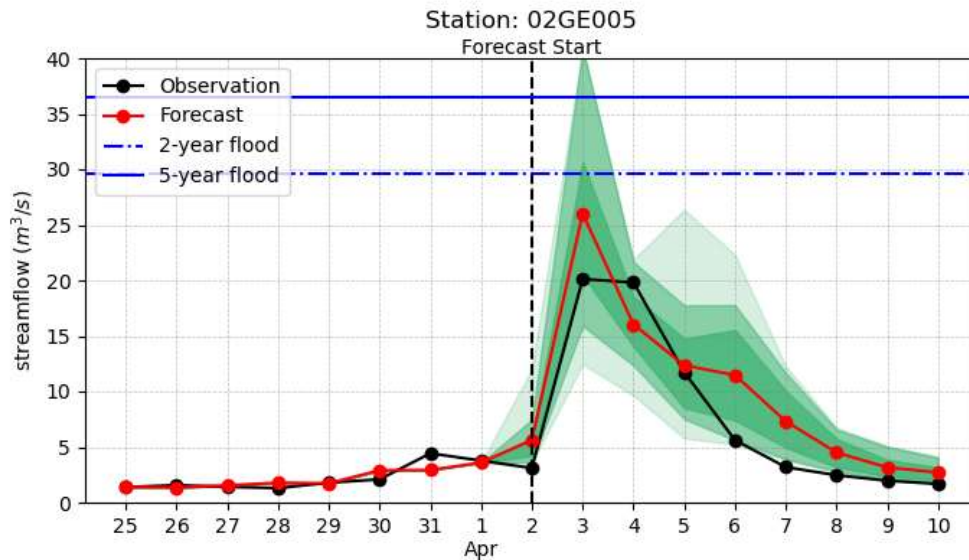 Station: 02GE005
Forecast Start
40
35
30
25
20
15
10
5
0
streamflow (m³/s)
Observation
Forecast
2-year flood
5-year flood
25 26 27 28 29 30 31 1 2 3 4 5 6 7 8 9 10
Apr